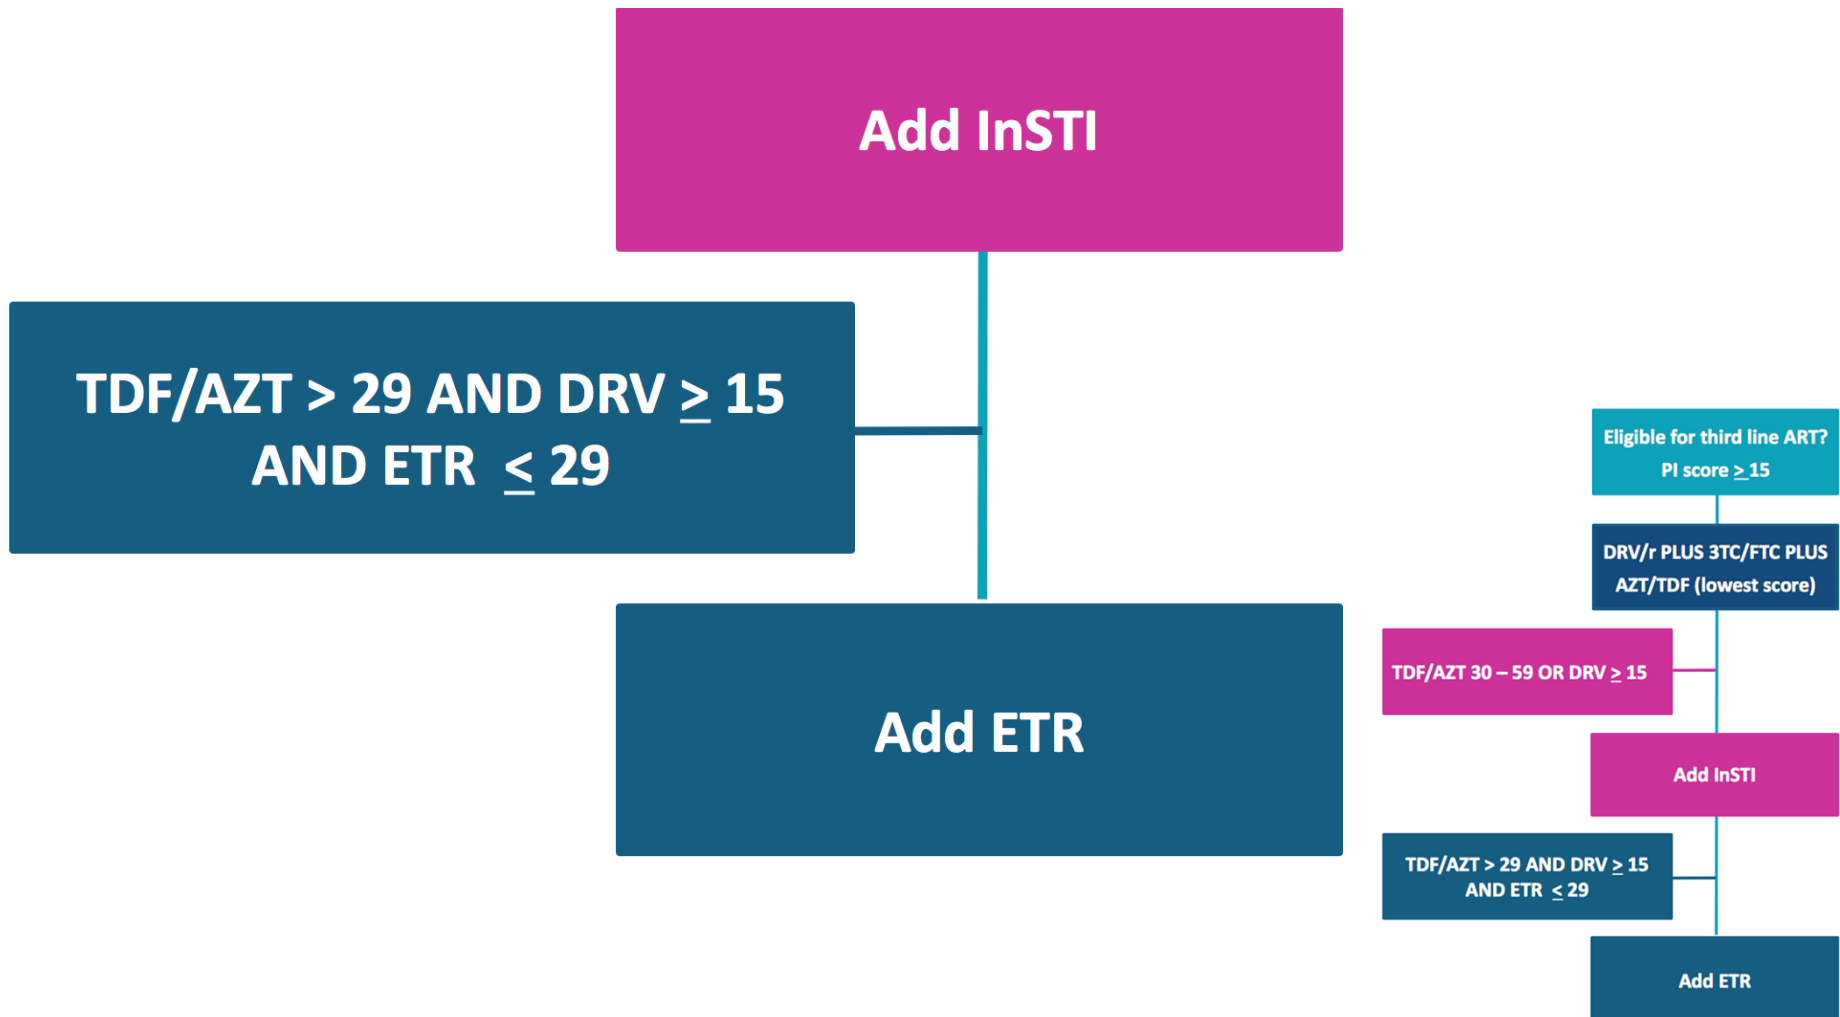 Add InSTI
TDF/AZT > 29 AND DRV ≥ 15
AND ETR ≤ 29
Add ETR
Eligible for third line ART?
PI score ≥ 15
DRV/r PLUS 3TC/FTC PLUS
AZT/TDF (lowest score)
TDF/AZT 30 – 59 OR DRV ≥ 15
Add InSTI
TDF/AZT > 29 AND DRV ≥ 15
AND ETR ≤ 29
Add ETR